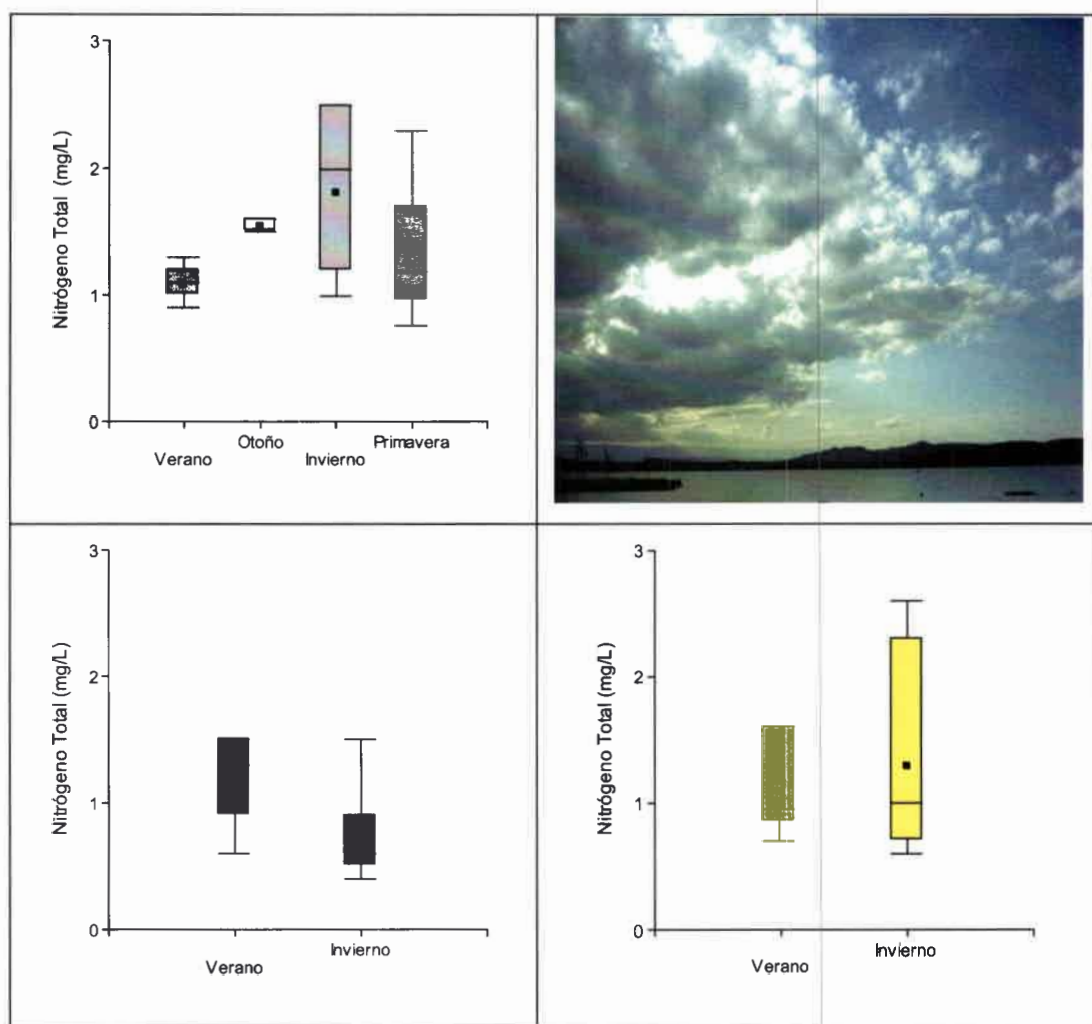 3
2
1
0
Nitrógeno Total (mg/L)
Verano
Otoño
Invierno
Primavera
3
2
1
0
Nitrógeno Total (mg/L)
Verano
Invierno
3
2
1
0
Nitrógeno Total (mg/L)
Verano
Invierno